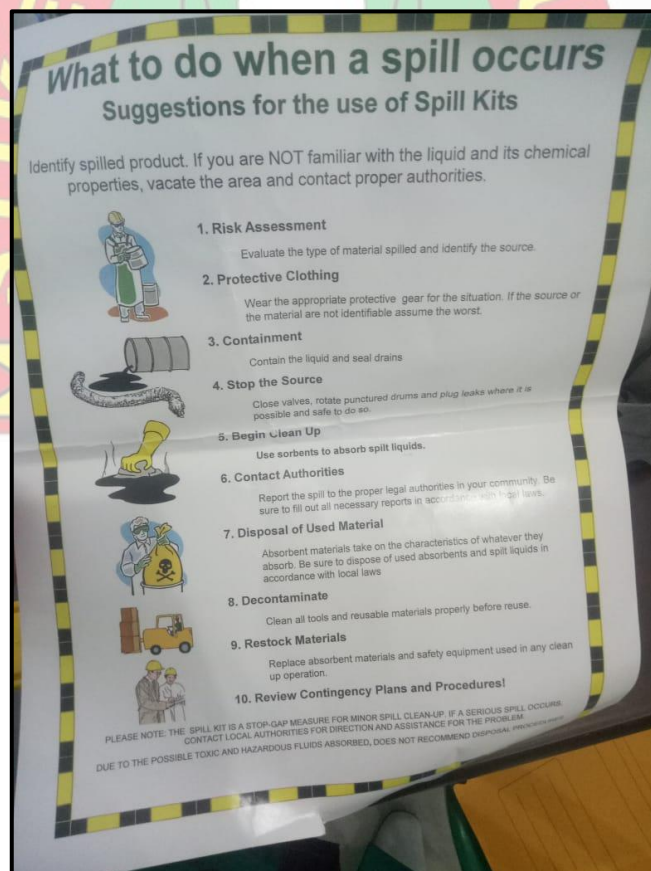 What to do when a spill occurs
Suggestions for the use of Spill Kits
Identify spilled product. If you are NOT familiar with the liquid and its chemical
properties, vacate the area and contact proper authorities.
1. Risk Assessment
Evaluate the type of material spilled and identify the source.
2. Protective Clothing
Wear the appropriate protective gear for the situation. If the source or
the material are not identifiable assume the worst.
3. Containment
Contain the liquid and seal drains
4. Stop the Source
Close valves, rotate punctured drums and plug leaks where it is
possible and safe to do so.
5. Begin Clean Up
Use sorbents to absorb spilt liquids.
6. Contact Authorities
Report the spill to the proper legal authorities in your community. Be
sure to fill out all necessary reports in accordance with local laws.
7. Disposal of Used Material
Absorbent materials take on the characteristics of whatever they
absorb. Be sure to dispose of used absorbents and spilt liquids in
accordance with local laws
8. Decontaminate
Clean all tools and reusable materials properly before reuse.
9. Restock Materials
Replace absorbent materials and safety equipment used in any clean
up operation.
10. Review Contingency Plans and Procedures!
PLEASE NOTE: THE SPILL KIT IS A STOP-GAP MEASURE FOR MINOR SPILL CLEAN-UP. IF A SERIOUS SPILL OCCURS,
CONTACT LOCAL AUTHORITIES FOR DIRECTION AND ASSISTANCE FOR THE PROBLEM
DUE TO THE POSSIBLE TOXIC AND HAZARDOUS FLUIDS ABSORBED, DOES NOT RECOMMEND DISPOSAL